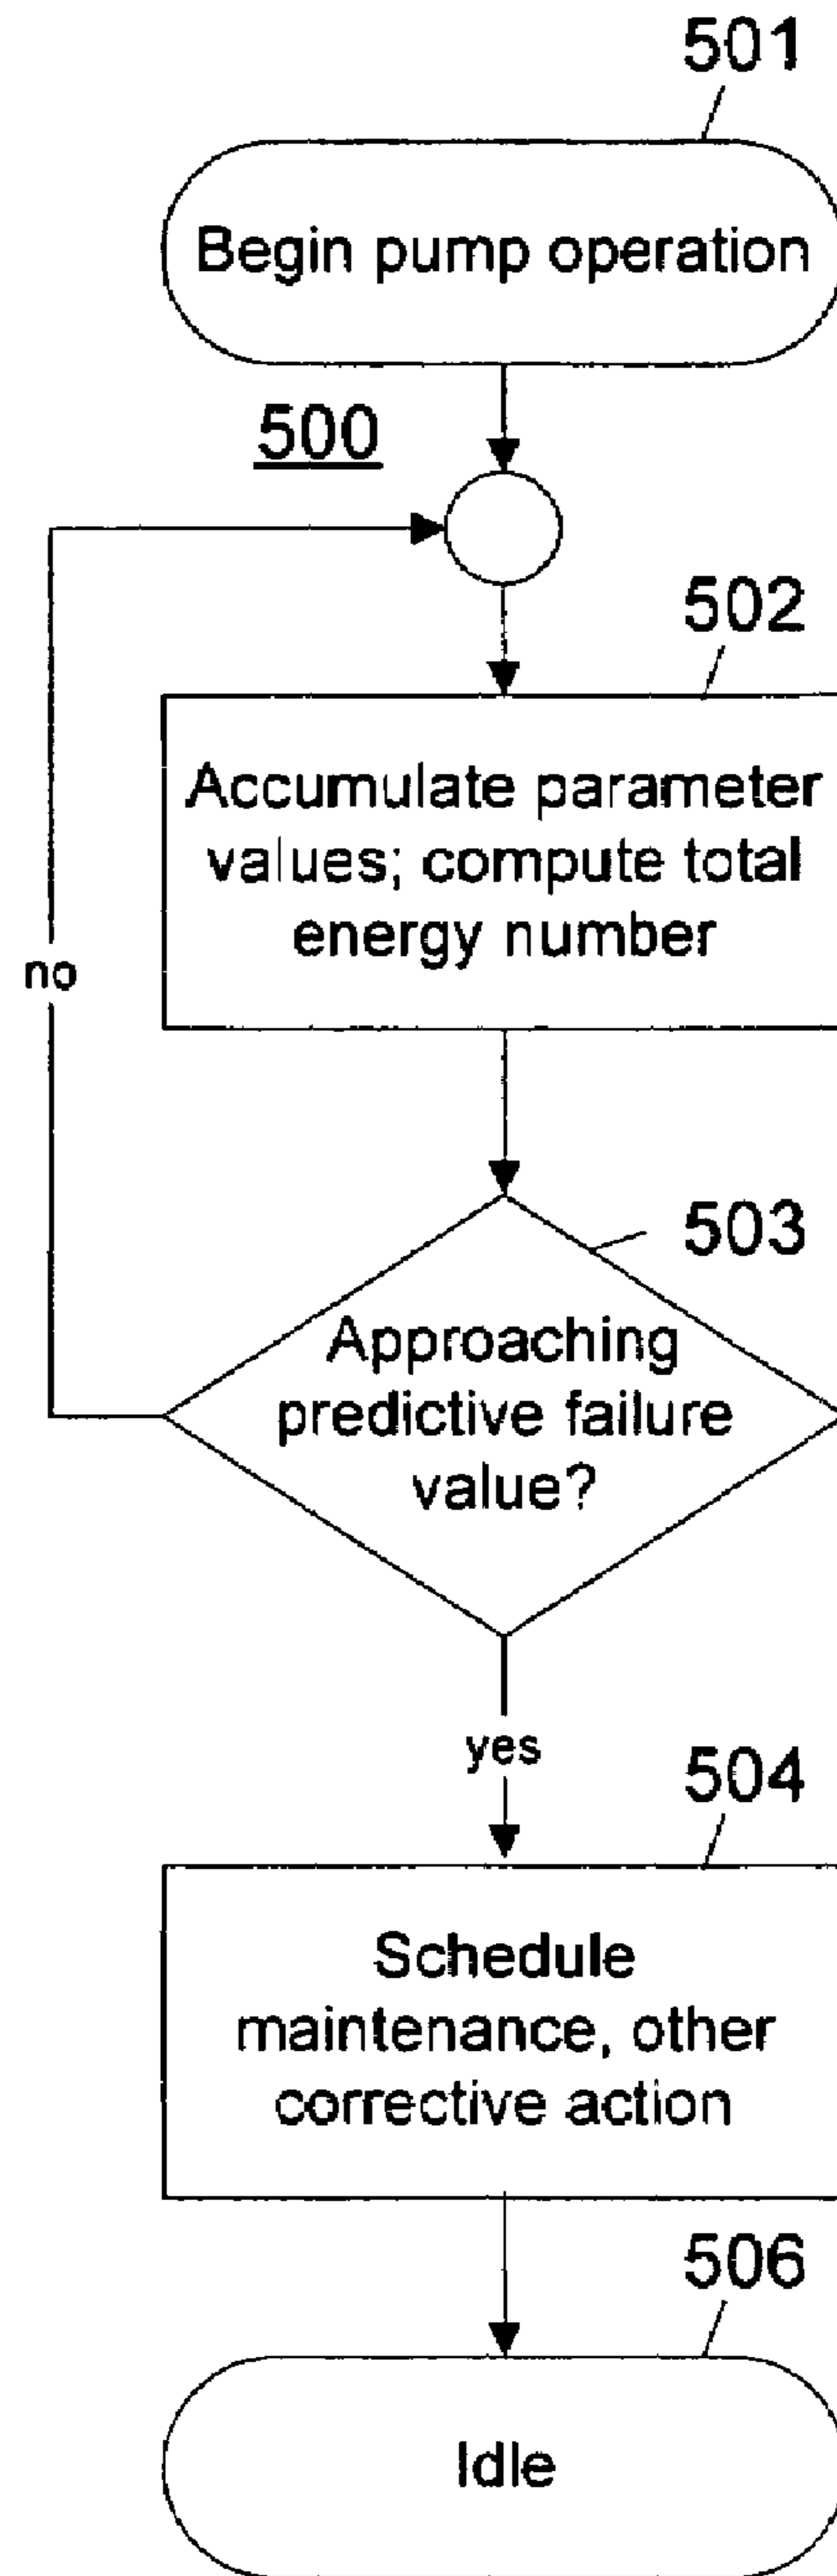 501
Begin pump operation
500
502
Accumulate parameter
values; compute total
energy number
no
503
Approaching
predictive failure
value?
yes
504
Schedule
maintenance, other
corrective action
506
Idle